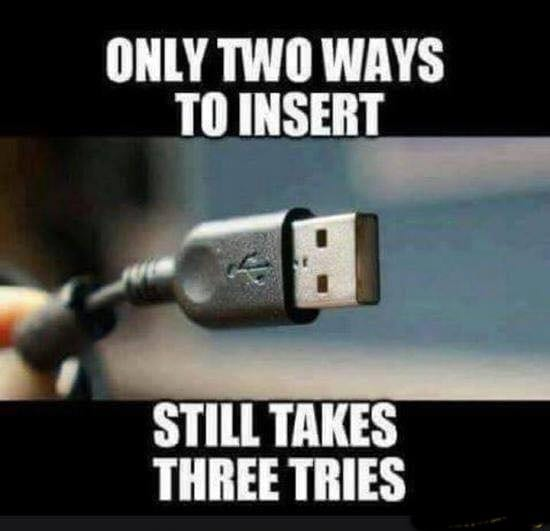 ONLY TWO WAYS
TO INSERT
STILL TAKES
THREE TRIES